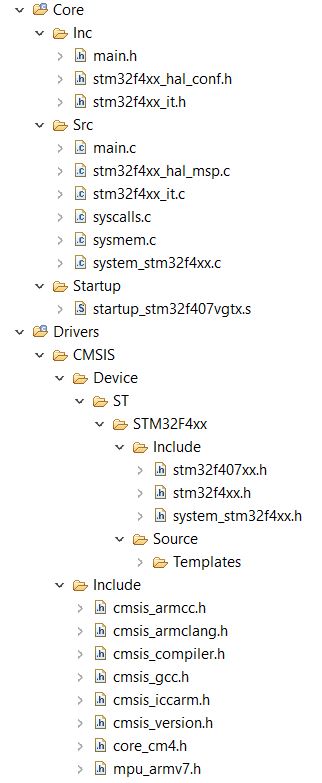 Core
Inc
main.h
stm32f4xx_hal_conf.h
stm32f4xx_it.h
Src
main.c
stm32f4xx_hal_msp.c
stm32f4xx_it.c
syscalls.c
sysmem.c
system_stm32f4xx.c
Startup
startup_stm32f407vgtx.s
Drivers
CMSIS
Device
ST
STM32F4xx
Include
stm32f407xx.h
stm32f4xx.h
system_stm32f4xx.h
Source
Templates
Include
cmsis_armcc.h
cmsis_armclang.h
cmsis_compiler.h
cmsis_gcc.h
cmsis_iccarm.h
cmsis_version.h
core_cm4.h
mpu_armv7.h